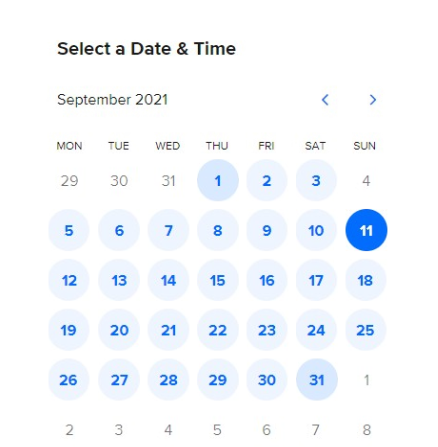 Select a Date & Time
September 2021
MON TUE WED THU FRI SAT SUN
29 30 31 1 2 3 4
5 6 7 8 9 10 11
12 13 14 15 16 17 18
19 20 21 22 23 24 25
26 27 28 29 30 31 1
2 3 4 5 6 7 8